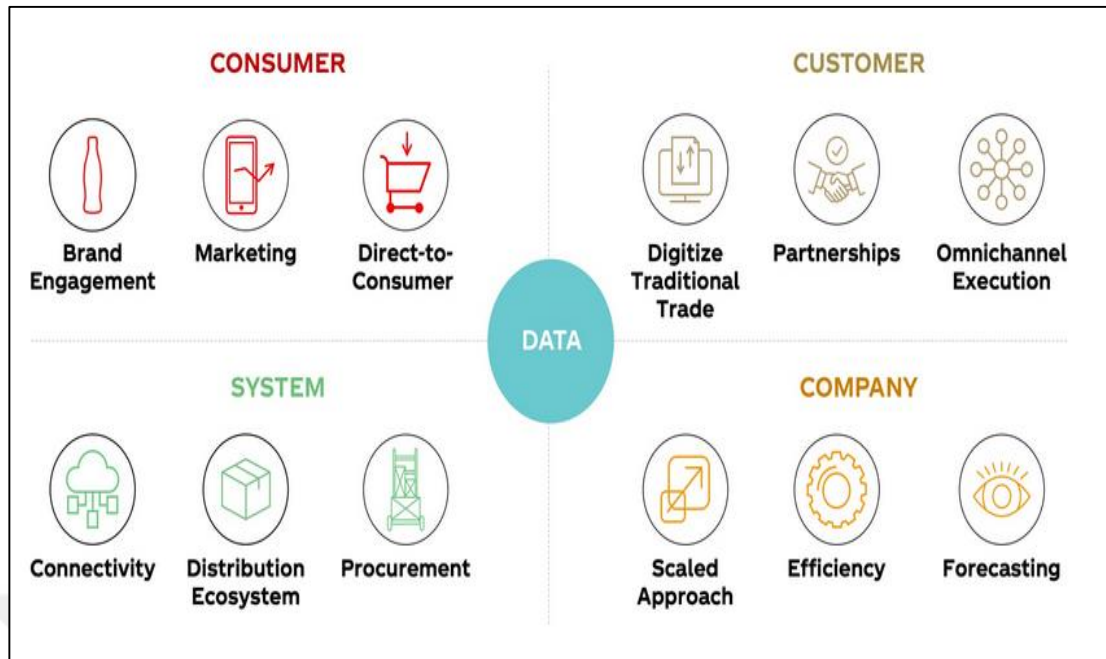 CONSUMER
CUSTOMER
Brand
Engagement
Marketing
Direct-to-
Consumer
Digitize
Traditional
Trade
Partnerships
Omnichannel
Execution
DATA
SYSTEM
COMPANY
Connectivity
Distribution
Ecosystem
Procurement
Scaled
Approach
Efficiency
Forecasting